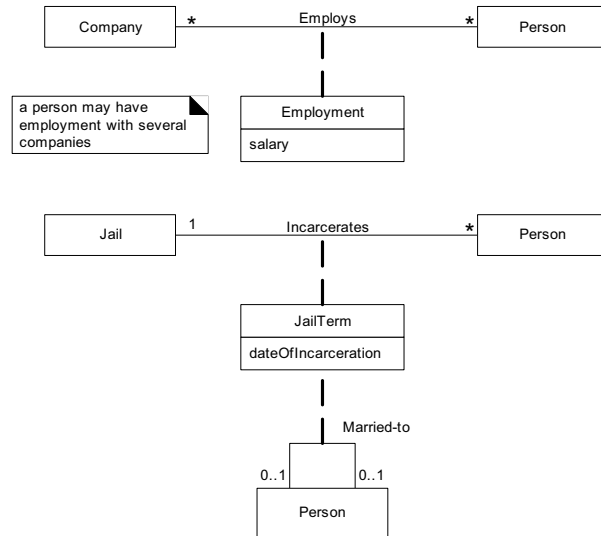 Company * Employs * Person
a person may have
employment with several
companies
Employment
salary
Jail 1 Incarcerates * Person
JailTerm
dateOfIncarceration
Married-to
0..1 0..1
Person